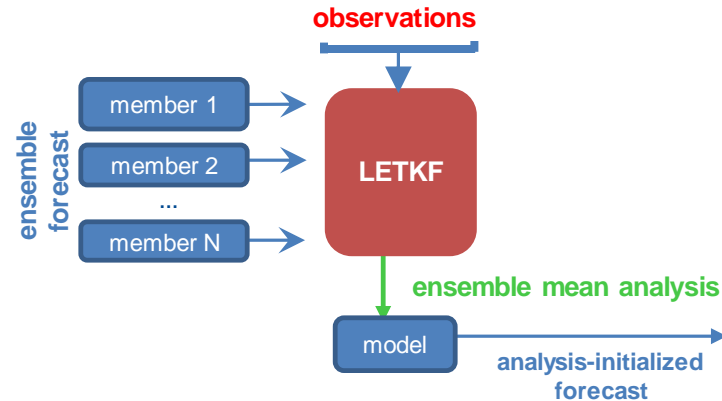 observations
ensemble
forecast
member 1
member 2
...
member N
LETKF
ensemble mean analysis
model
analysis-initialized
forecast